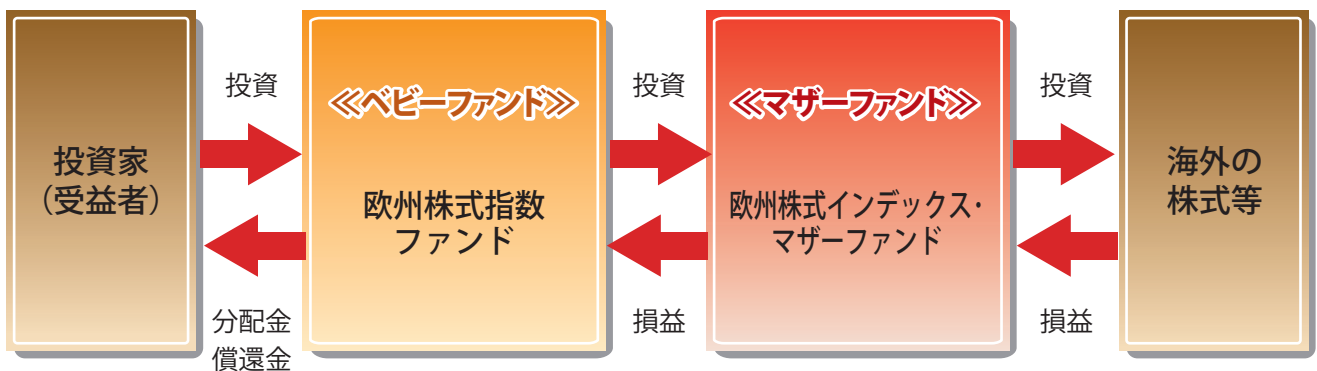 投資家
（受益者）
投資
分配金
償還金
≪ベビーファンド≫
欧州株式指数
ファンド
投資
損益
≪マザーファンド≫
欧州株式インデックス・
マザーファンド
投資
損益
海外の
株式等